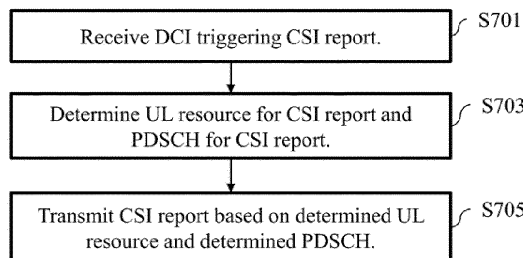 S701
Receive DCI triggering CSI report.
S703
Determine UL resource for CSI report and
PDSCH for CSI report.
S705
Transmit CSI report based on determined UL
resource and determined PDSCH.